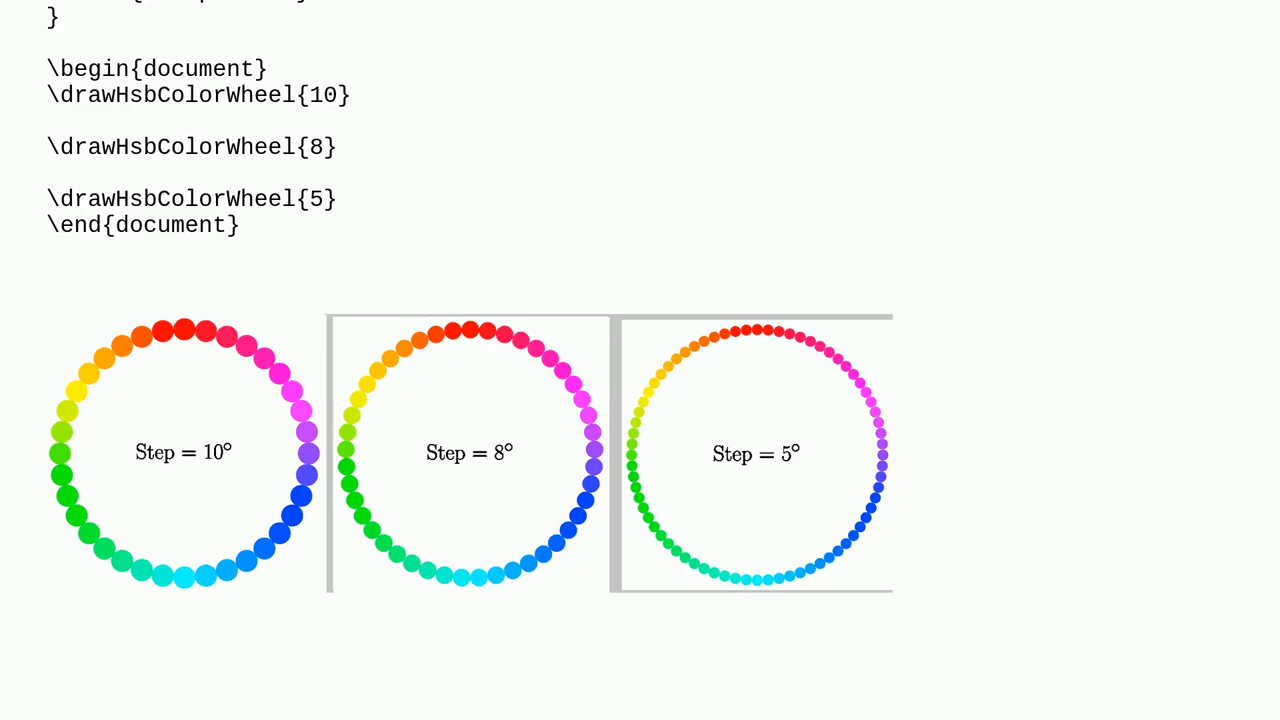 }
\begin{document}
\drawHsbColorWheel{10}
\drawHsbColorWheel{8}
\drawHsbColorWheel{5}
\end{document}
Step = 10°
Step = 8°
Step = 5°